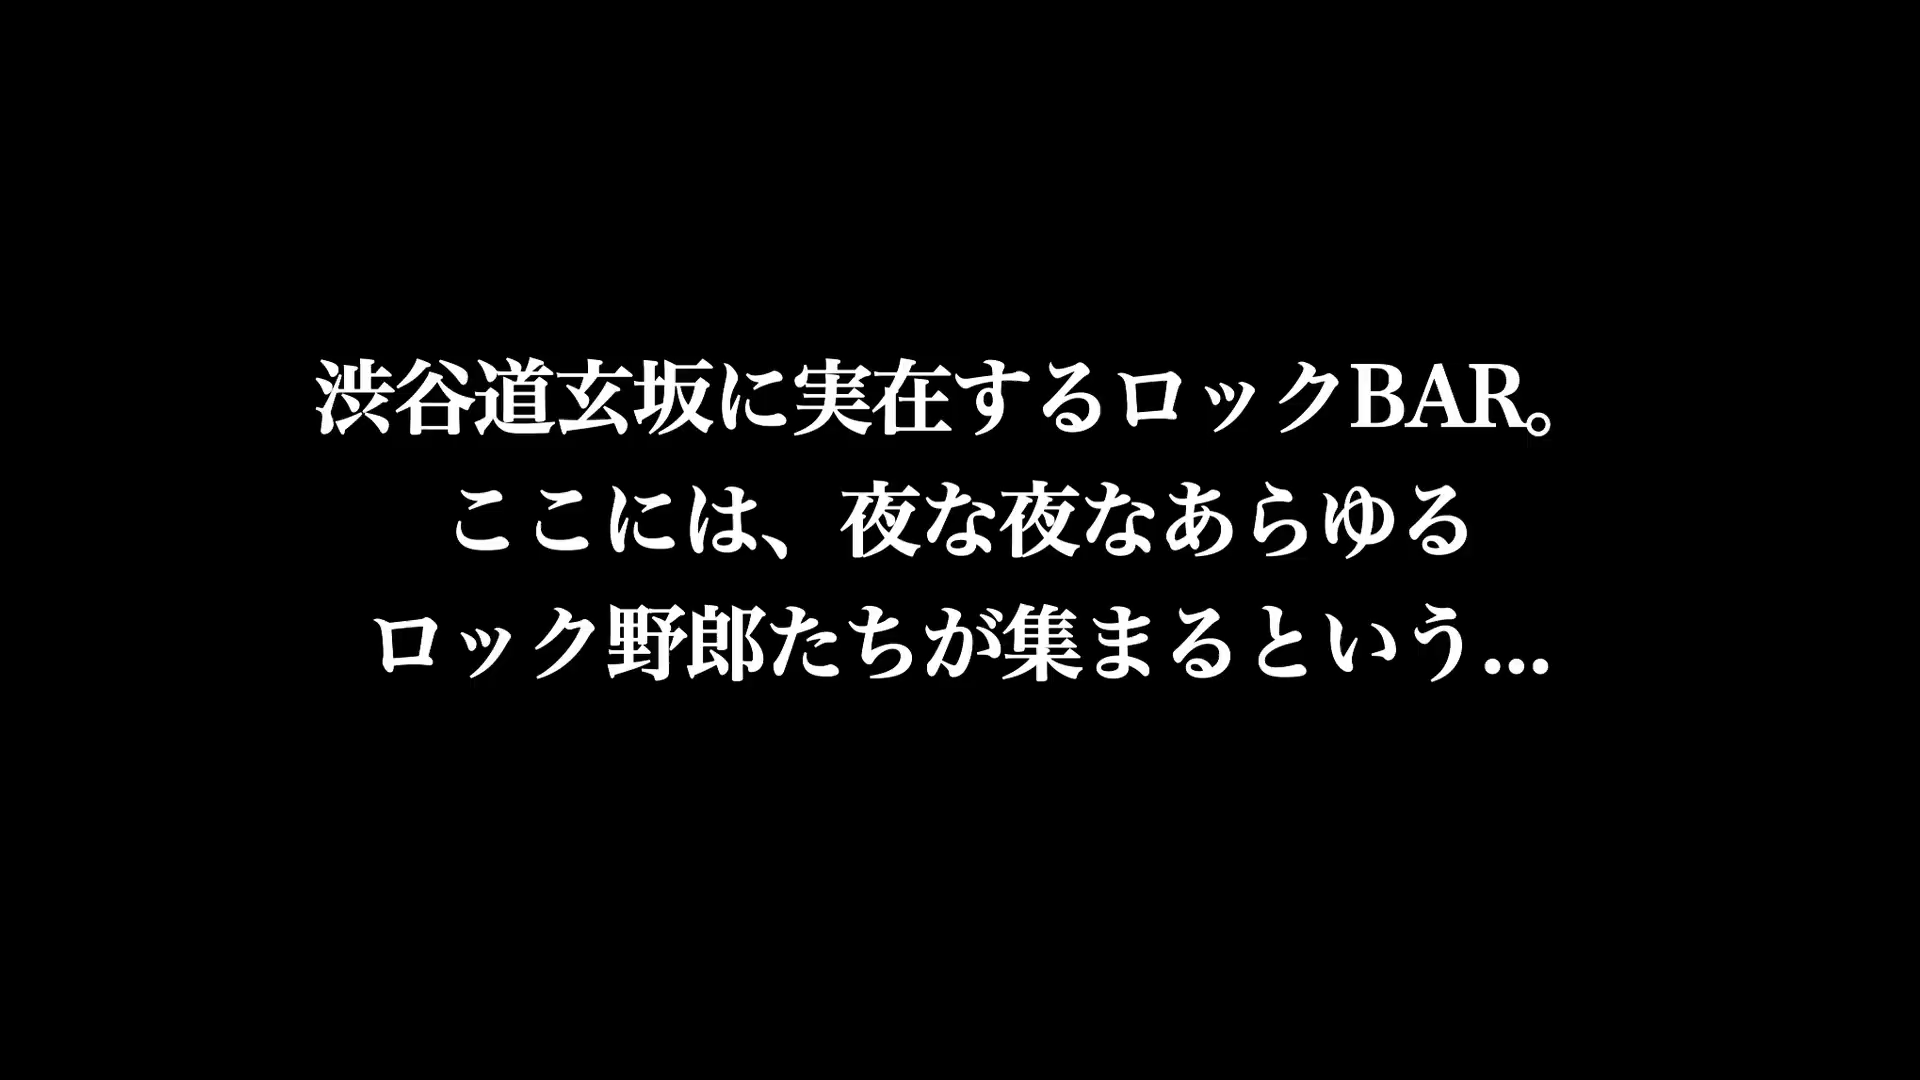 渋谷道玄坂に実在するロックBAR。
ここには、夜な夜なあらゆる
ロック野郎たちが集まるという...